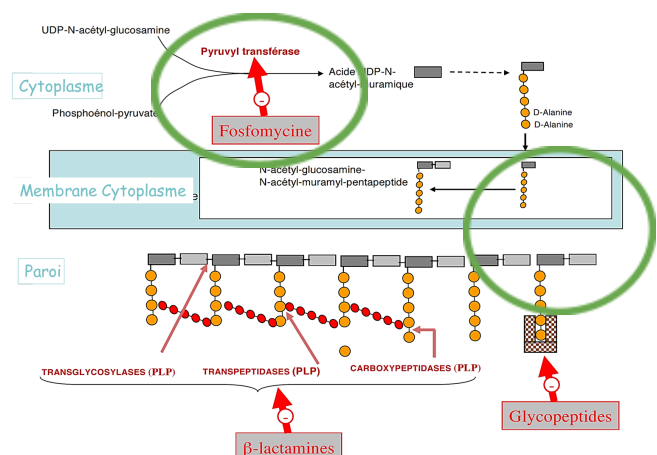 UDP-N-acétyl-glucosamine
Pyruvyl transférase
Cytoplasme
Acide UDP-N-
acétyl-muramique
Phosphoénol-pyruvate
Fosfomycine
D-Alanine
D-Alanine
Membrane Cytoplasme
N-acétyl-glucosamine-
N-acétyl-muramyl-pentapeptide
Paroi
TRANSGLYCOSYLASES (PLP)
TRANSPEPTIDASES (PLP)
CARBOXYPEPTIDASES (PLP)
Glycopeptides
β-lactamines